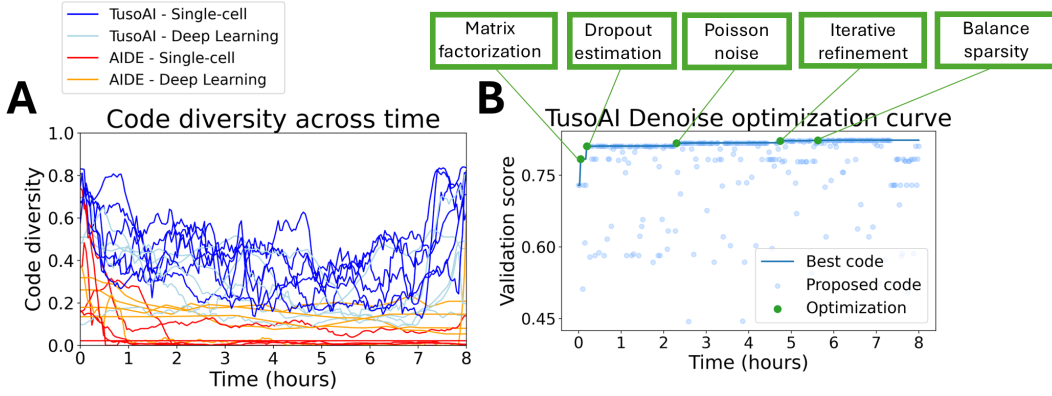 TusoAI - Single-cell
TusoAI - Deep Learning
AIDE - Single-cell
AIDE - Deep Learning
Matrix
factorization
Dropout
estimation
Poisson
noise
Iterative
refinement
Balance
sparsity
A
Code diversity across time
Code diversity
1.0
0.8
0.6
0.4
0.2
0.0
0 1 2 3 4 5 6 7 8
Time (hours)
B
TusoAI Denoise optimization curve
Validation score
0.75
0.60
0.45
Best code
Proposed code
Optimization
0 1 2 3 4 5 6 7 8
Time (hours)